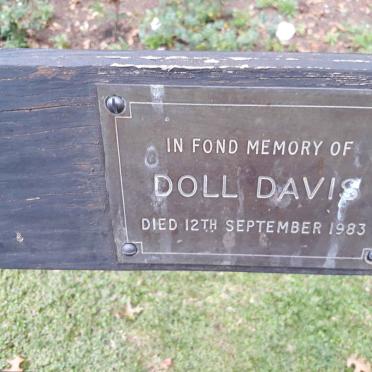 IN FOND MEMORY OF
DOLL DAVIS
DIED 12TH SEPTEMBER 1983